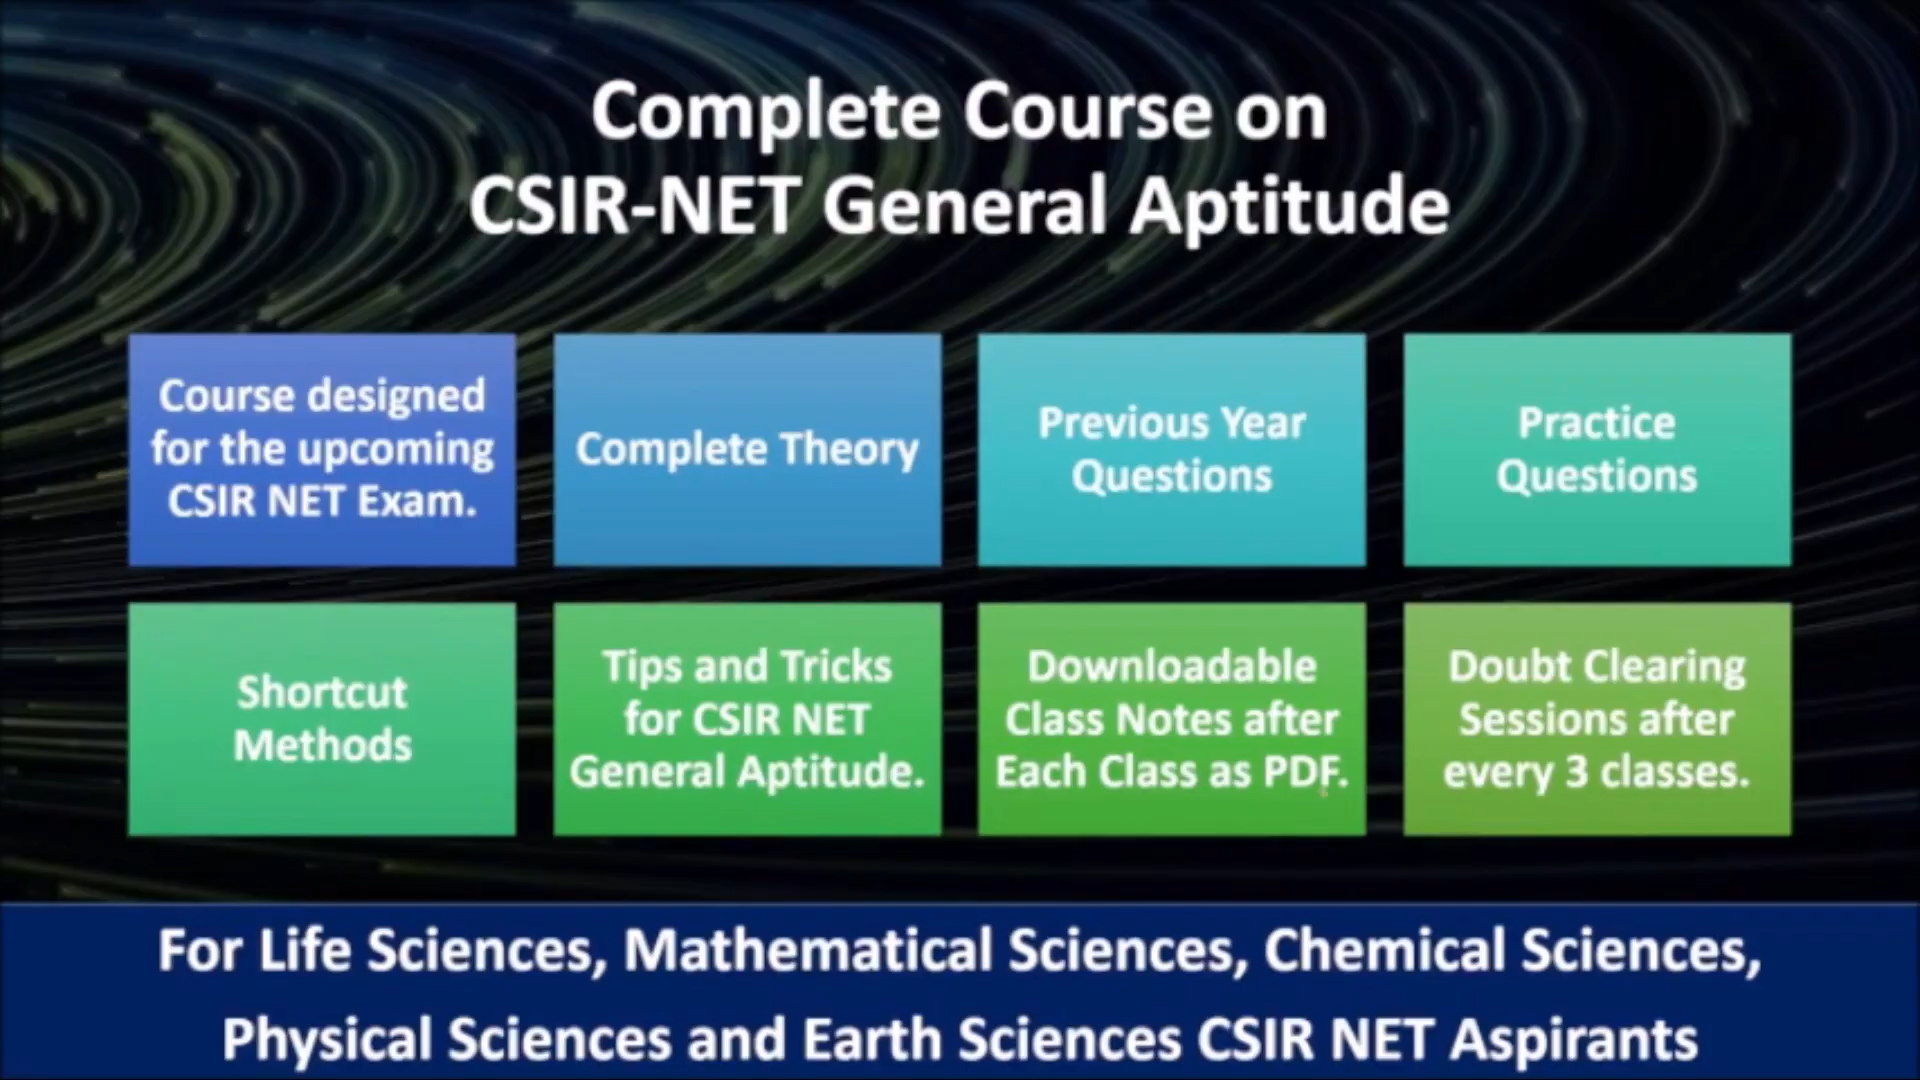 Complete Course on
CSIR-NET General Aptitude
Course designed
for the upcoming
CSIR NET Exam.
Complete Theory
Previous Year
Questions
Practice
Questions
Shortcut
Methods
Tips and Tricks
for CSIR NET
General Aptitude.
Downloadable
Class Notes after
Each Class as PDF.
Doubt Clearing
Sessions after
every 3 classes.
For Life Sciences, Mathematical Sciences, Chemical Sciences,
Physical Sciences and Earth Sciences CSIR NET Aspirants